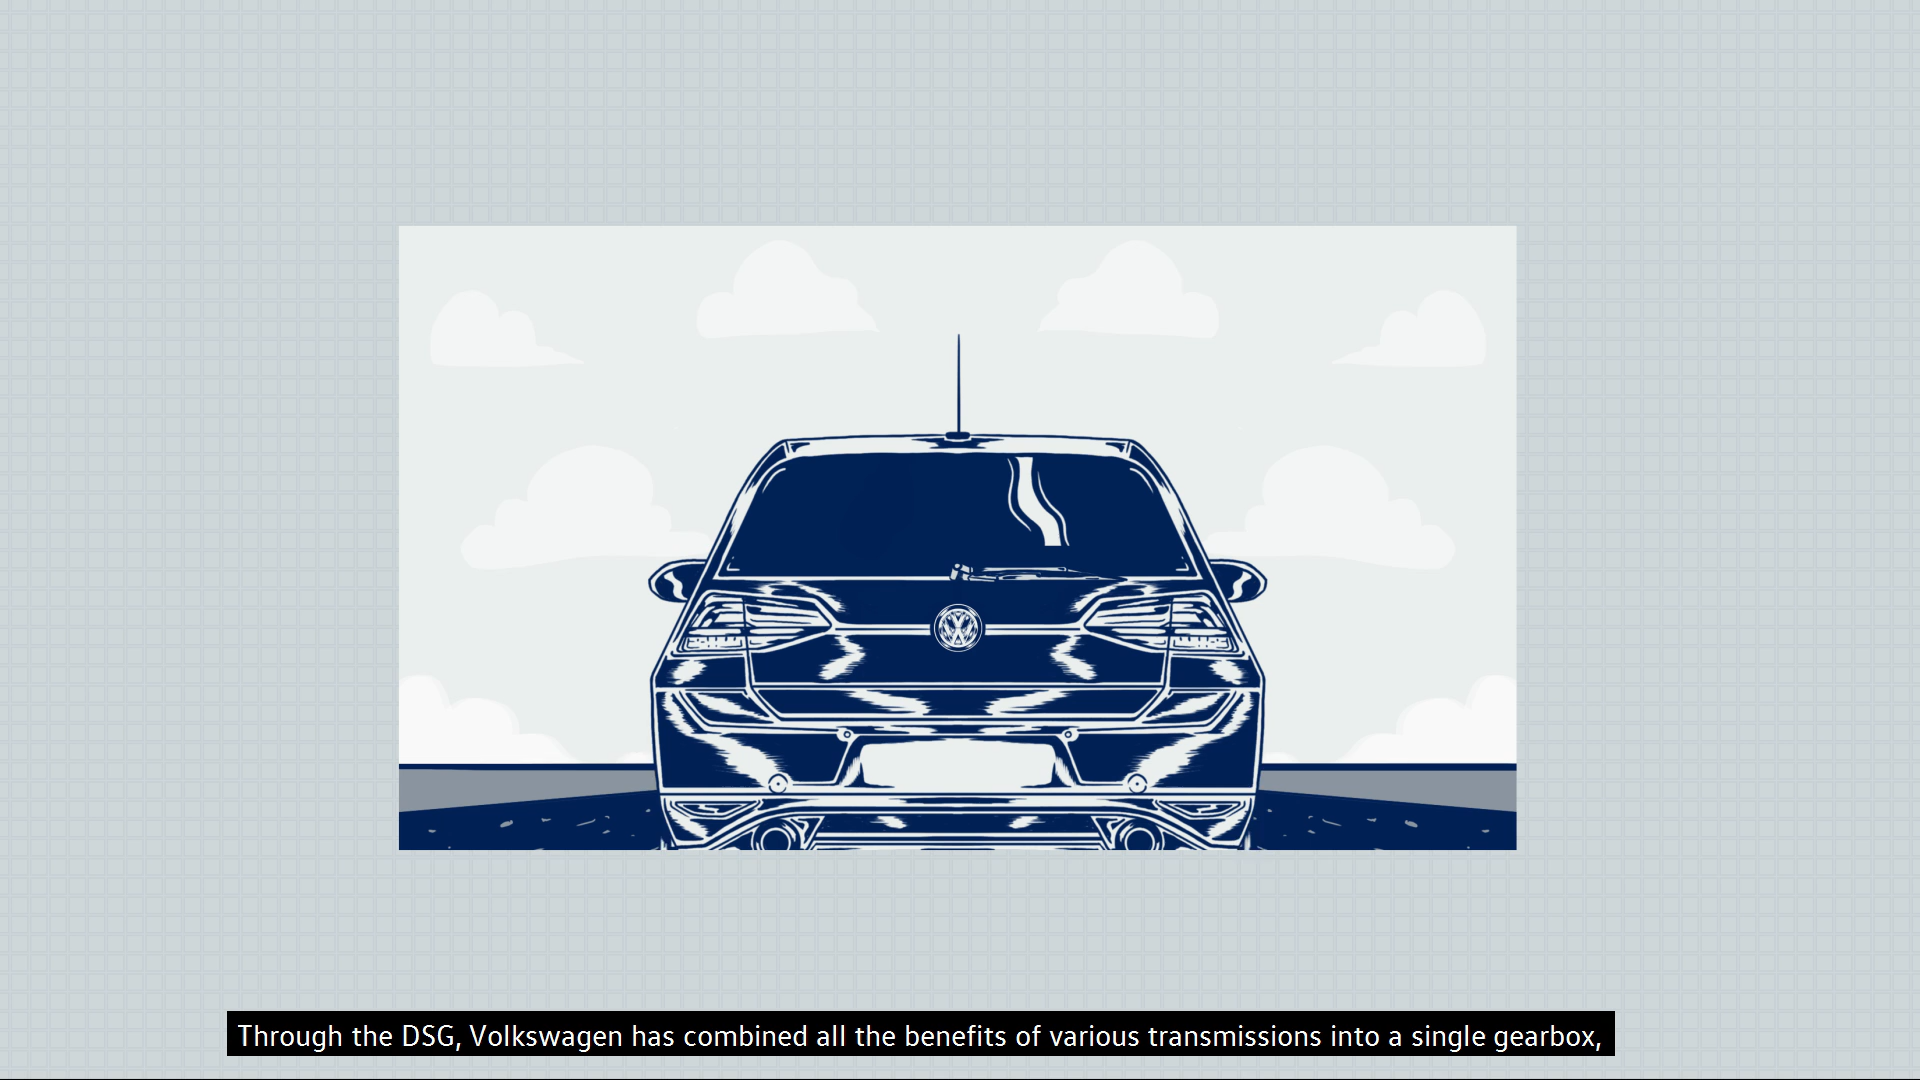 Through the DSG, Volkswagen has combined all the benefits of various transmissions into a single gearbox,